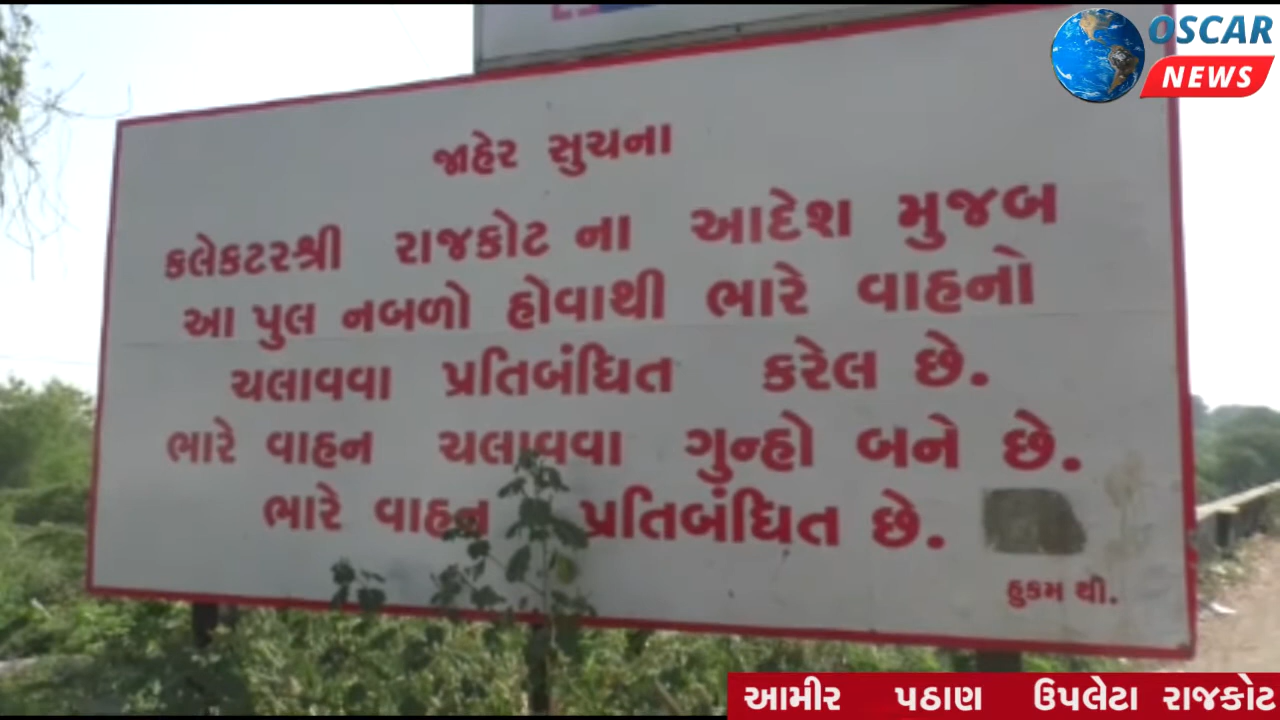 OSCAR
NEWS
જાહેર સુચના
કલેકટરશ્રી રાજકોટ ના આદેશ મુજબ
આ પુલ નબળો હોવાથી ભારે વાહનો
ચલાવવા પ્રતિબંધિત કરેલ છે.
ભારે વાહન ચલાવવા ગુન્હો બને છે.
ભારે વાહન પ્રતિબંધિત છે.
હુકમ થી.
આમીર પઠાણ ઉપલેટા રાજકોટ